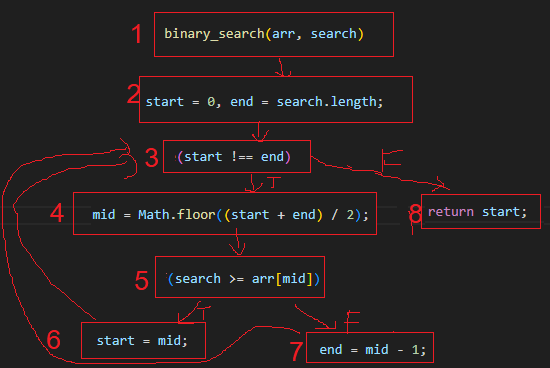 1 binary_search(arr, search)
2 start = 0, end = search.length;
3 (start !== end)
T F
4 mid = Math.floor((start + end) / 2);
8 return start;
5 (search >= arr[mid])
T F
6 start = mid;
7 end = mid - 1;